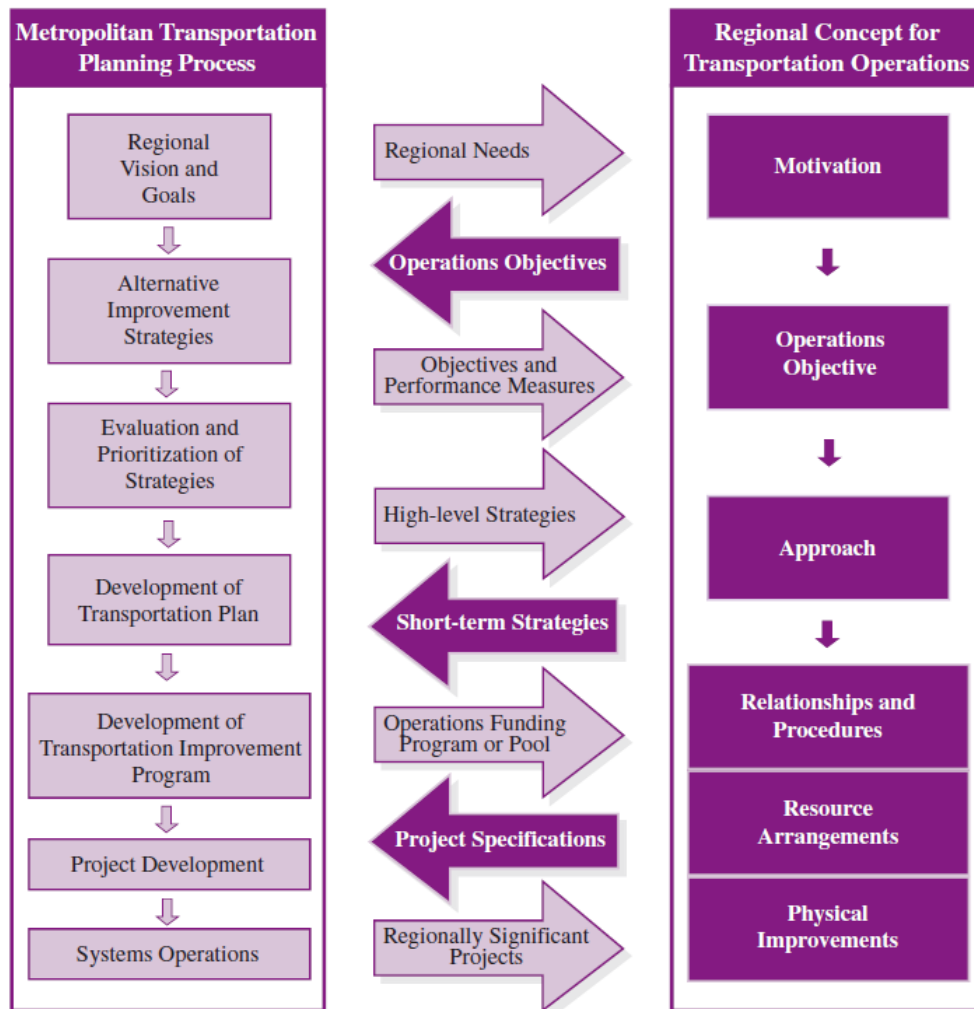 Metropolitan Transportation
Planning Process
Regional
Vision and
Goals
Alternative
Improvement
Strategies
Evaluation and
Prioritization of
Strategies
Development of
Transportation Plan
Development of
Transportation Improvement
Program
Project Development
Systems Operations
Regional Needs
Operations Objectives
Objectives and
Performance Measures
High-level Strategies
Short-term Strategies
Operations Funding
Program or Pool
Project Specifications
Regionally Significant
Projects
Regional Concept for
Transportation Operations
Motivation
Operations
Objective
Approach
Relationships and
Procedures
Resource
Arrangements
Physical
Improvements